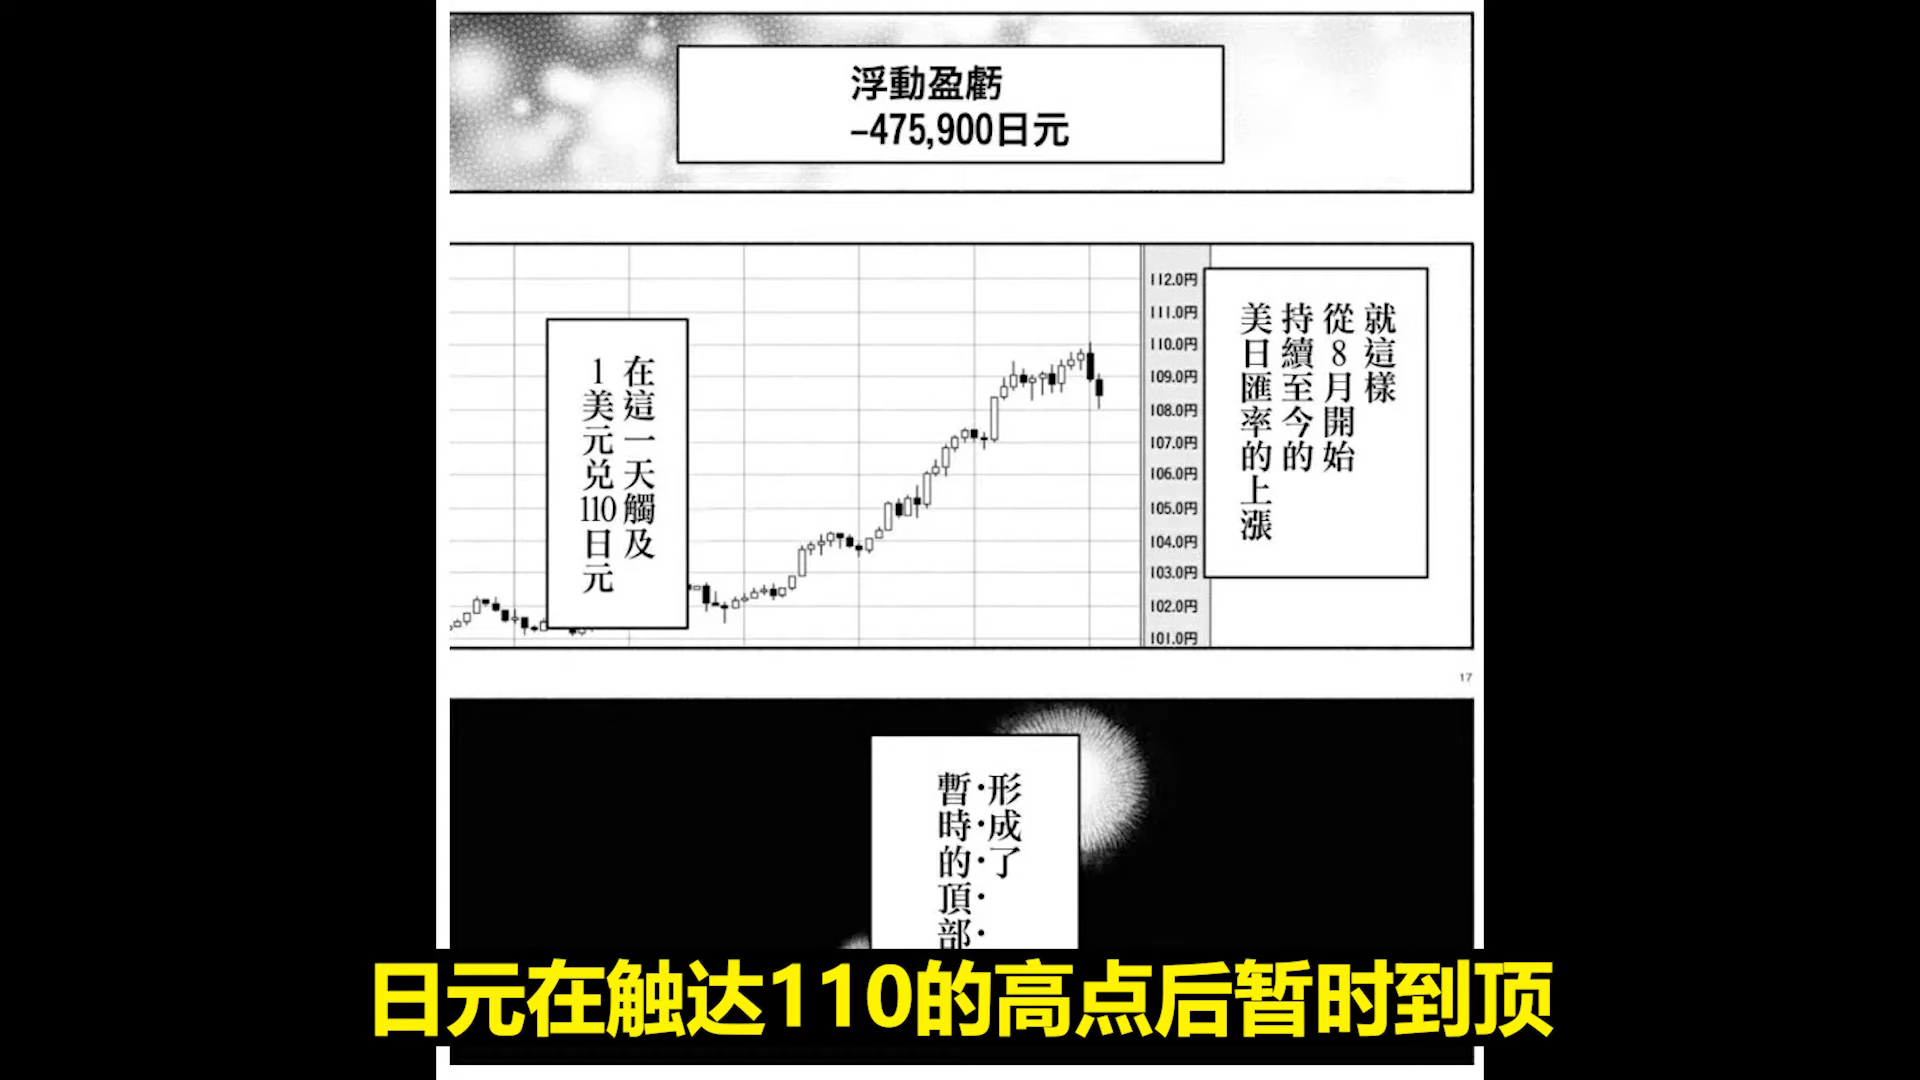 浮動盈虧
–475,900日元
就這樣
從8月開始
持續至今的
美日匯率的上漲
112.0円
111.0円
110.0円
109.0円
108.0円
107.0円
106.0円
105.0円
104.0円
103.0円
102.0円
101.0円
在這一天觸及
1美元兑110日元
17
形成了
暫時的頂部
日元在触达110的高点后暂时到顶